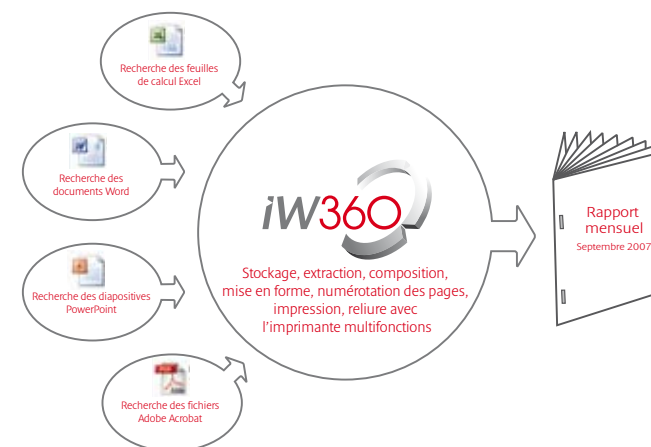 Recherche des feuilles
de calcul Excel
Recherche des
documents Word
Recherche des diapositives
PowerPoint
PDF
Recherche des fichiers
Adobe Acrobat
iW360
Stockage, extraction, composition,
mise en forme, numérotation des pages,
impression, reliure avec
l'imprimante multifonctions
Rapport
mensuel
Septembre 2007